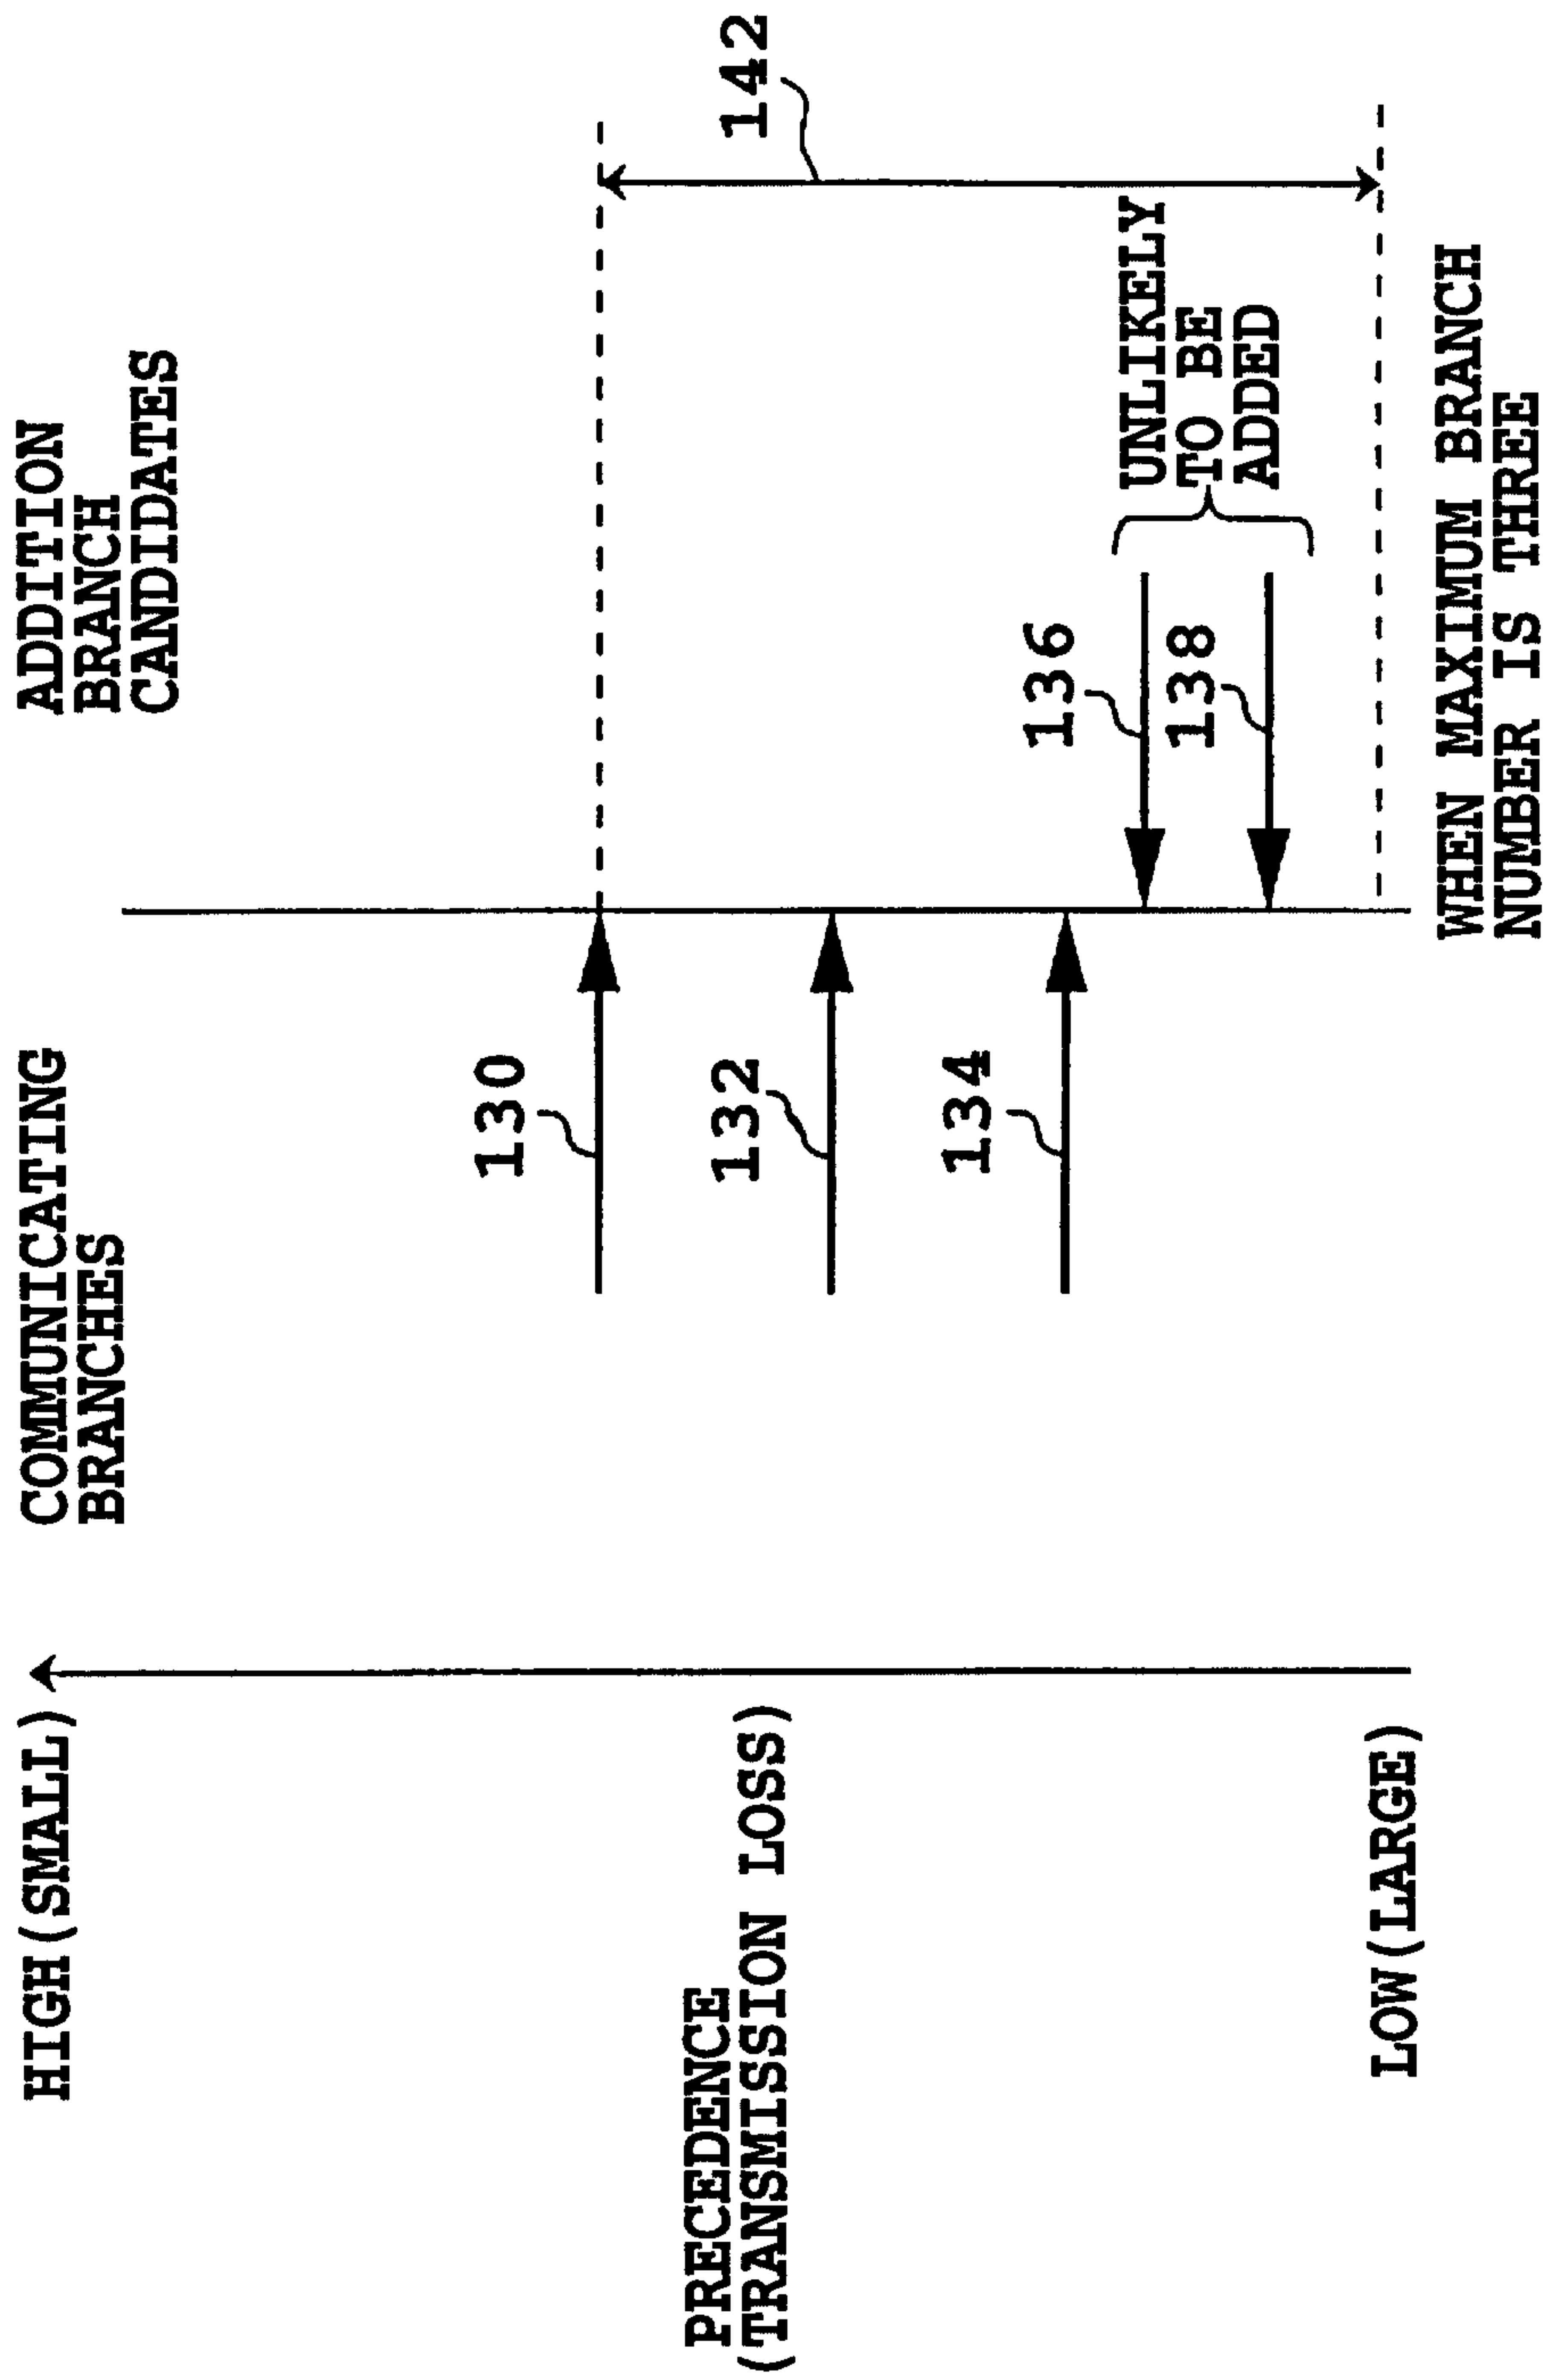 HIGH(SMALL)
COMMUNICATING
BRANCHES
ADDITION
BRANCH
CANDIDATES
130
PRECEDENCE
(TRANSMISSION LOSS)
132
142
134
136
138
UNLIKELY
TO BE
ADDED
LOW(LARGE)
WHEN MAXIMUM BRANCH
NUMBER IS THREE